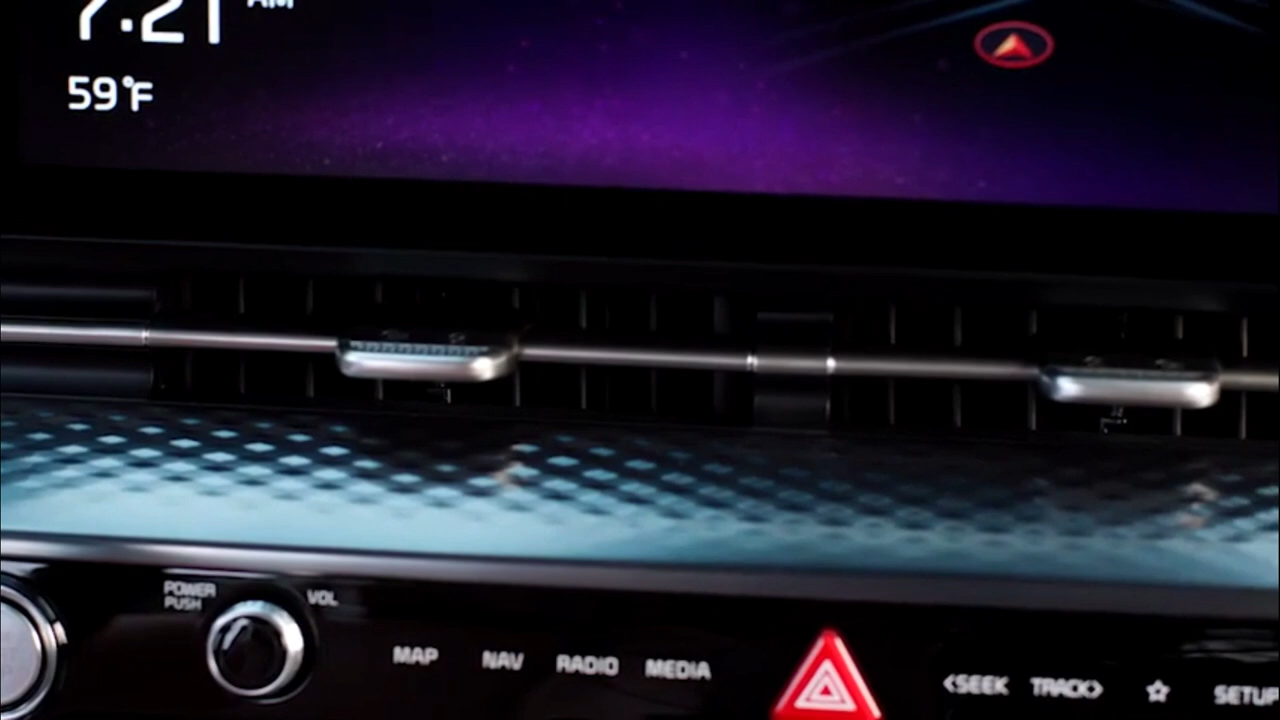 7:21 AM
59°F
POWER PUSH
VOL
MAP NAV RADIO MEDIA
<SEEK TRACK> ☆ SETUP